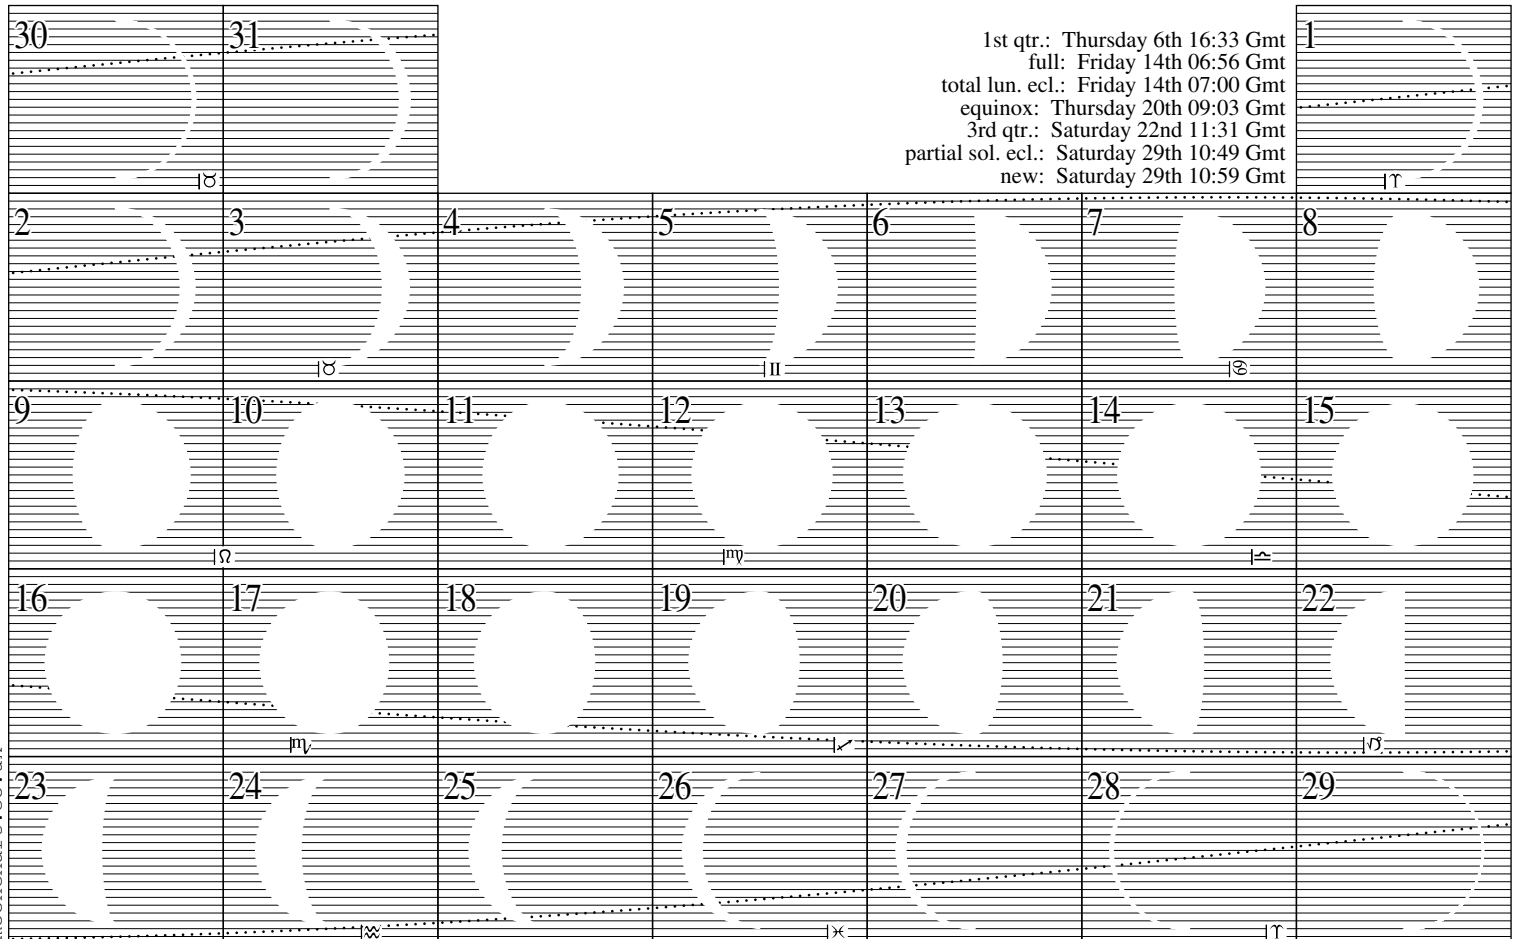 30 31
1st qtr.: Thursday 6th 16:33 Gmt
full: Friday 14th 06:56 Gmt
total lun. ecl.: Friday 14th 07:00 Gmt
equinox: Thursday 20th 09:03 Gmt
3rd qtr.: Saturday 22nd 11:31 Gmt
partial sol. ecl.: Saturday 29th 10:49 Gmt
new: Saturday 29th 10:59 Gmt
1
♉ ♈
2 3 4 5 6 7 8
♉ ♊ ♋
9 10 11 12 13 14 15
♌ ♍ ♎
16 17 18 19 20 21 22
♏ ♐ ♑
23 24 25 26 27 28 29
♒ ♓ ♈